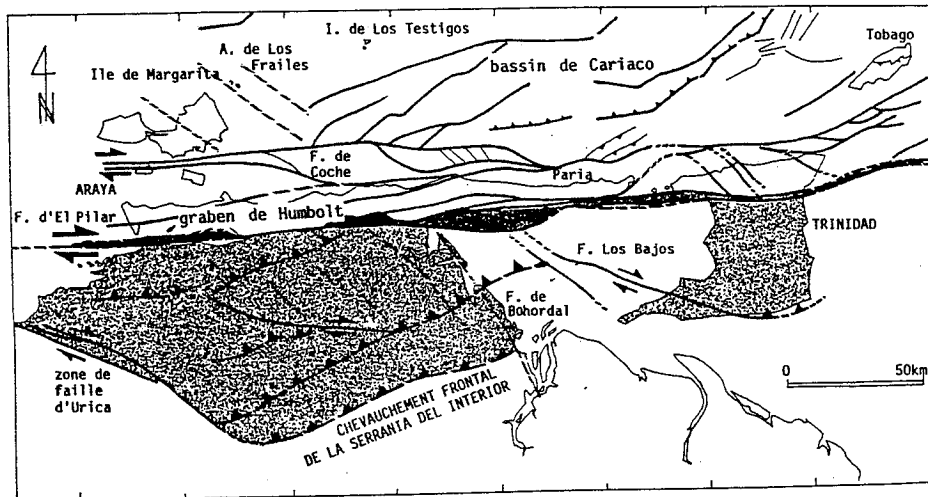 I. de Los Testigos
Tobago
A. de Los
Frailes
bassin de Cariaco
Ile de Margarita
N
F. de
Coche
Paria
ARAYA
F. d'El Pilar
graben de Humbolt
TRINIDAD
F. Los Bajos
F. de
Bohordal
zone de
faille
d'Urica
CHEVAUCHEMENT FRONTAL
DE LA SERRANIA DEL INTERIOR
0 50km